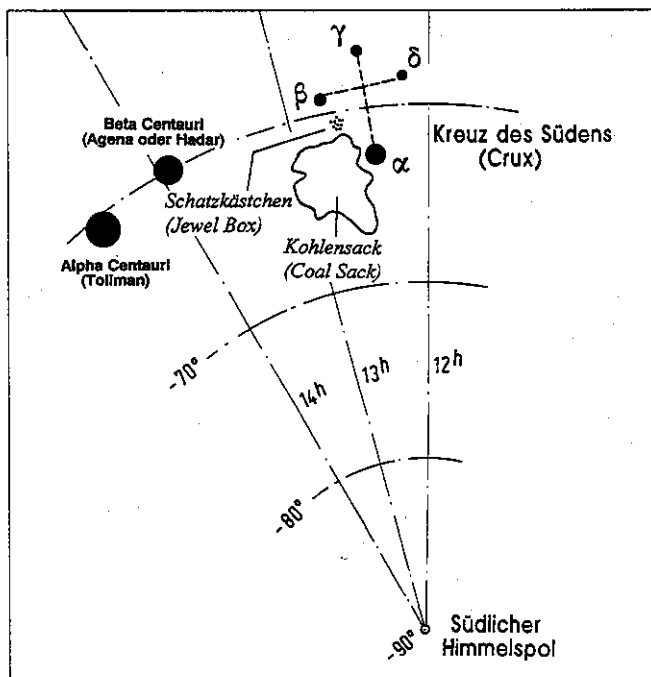 γ
δ
β
α
Beta Centauri
(Agena oder Hadar)
Kreuz des Südens
(Crux)
Schatzkästchen
(Jewel Box)
Alpha Centauri
(Toliman)
Kohlensack
(Coal Sack)
-70°
14h
13h
12h
-80°
-90°
Südlicher
Himmelspol